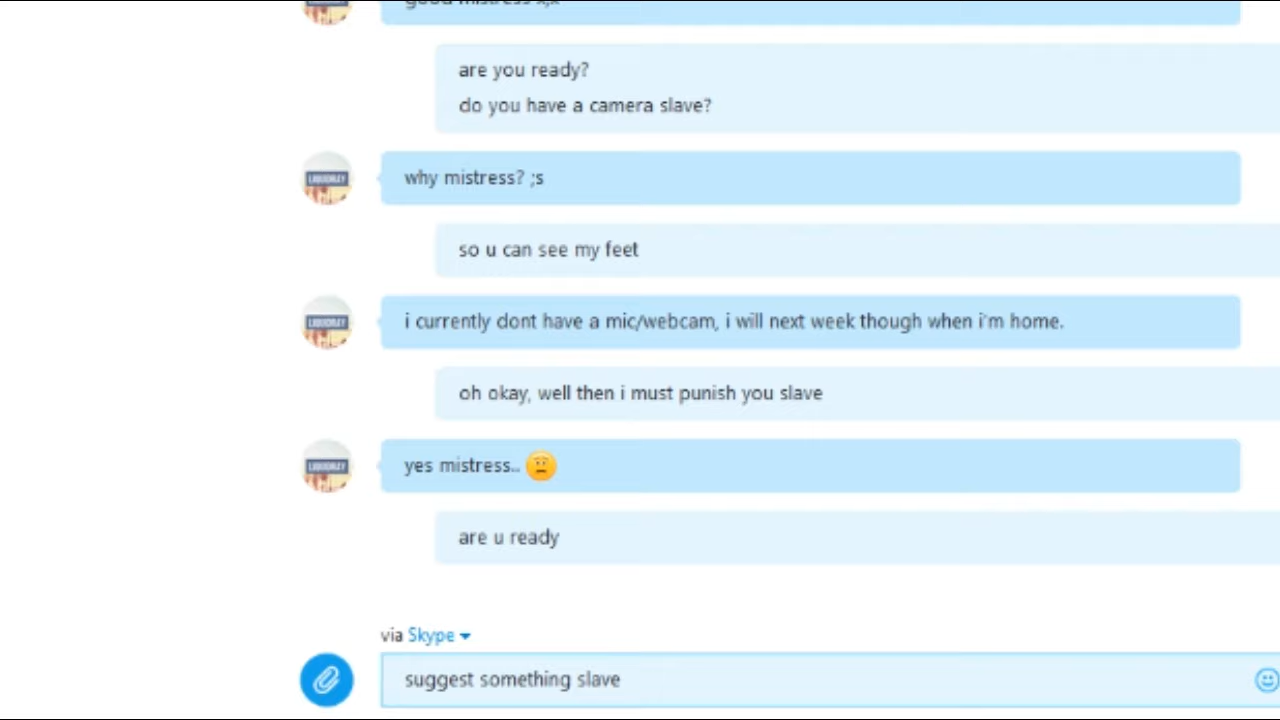 good mistress x;x
are you ready?
do you have a camera slave?
why mistress? ;s
so u can see my feet
i currently dont have a mic/webcam, i will next week though when i'm home.
oh okay, well then i must punish you slave
yes mistress..
are u ready
via Skype
suggest something slave